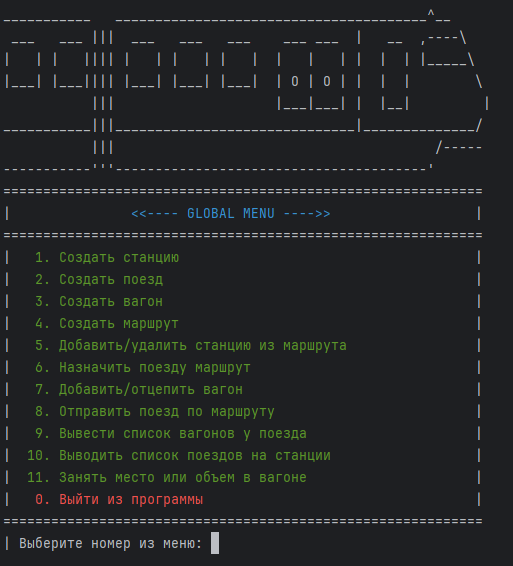 <<---- GLOBAL MENU ---->>
1. Создать станцию
2. Создать поезд
3. Создать вагон
4. Создать маршрут
5. Добавить/удалить станцию из маршрута
6. Назначить поезду маршрут
7. Добавить/отцепить вагон
8. Отправить поезд по маршруту
9. Вывести список вагонов у поезда
10. Выводить список поездов на станции
11. Занять место или объем в вагоне
0. Выйти из программы
Выберите номер из меню: